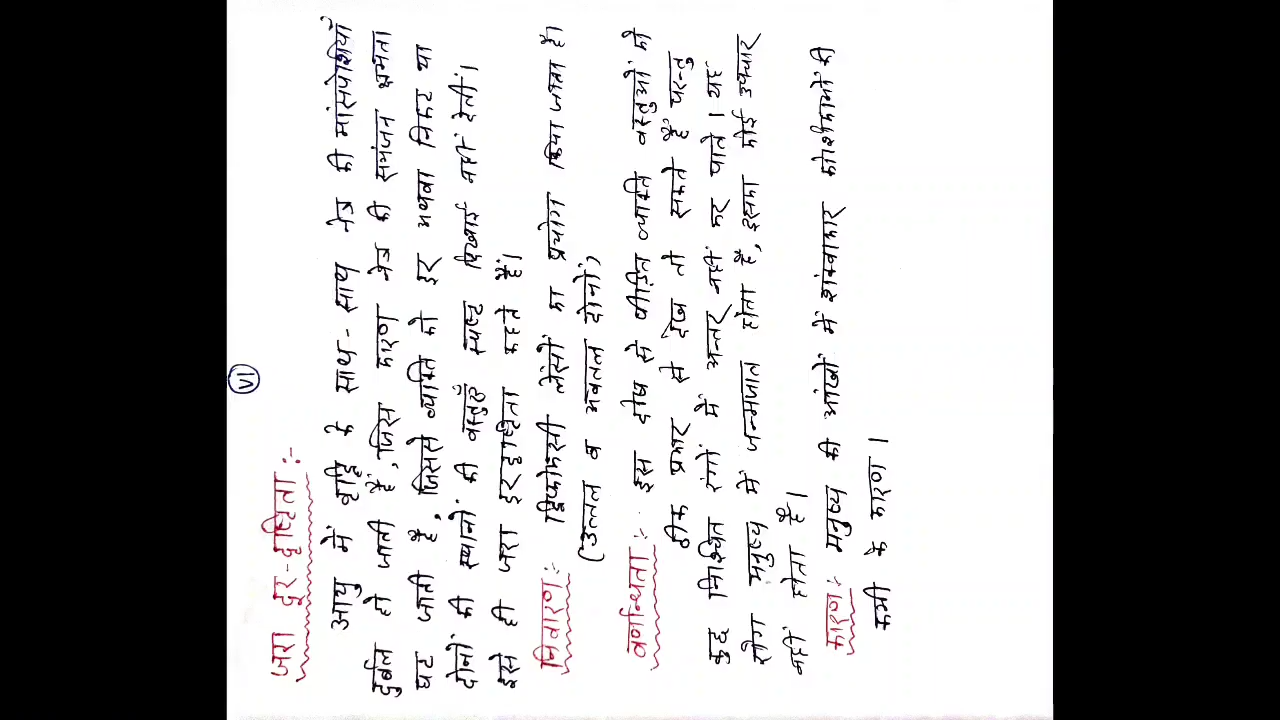 VI
जरा दूर-दृष्टिता :-
आयु में वृद्धि के साथ-साथ नेत्र की मांसपेशियाँ
दुर्बल हो जाती हैं, जिस कारण नेत्र की समंजन क्षमता
घट जाती है, जिससे व्यक्ति को दूर अथवा निकट या
दोनों ही स्थानों की वस्तुएँ स्पष्ट दिखाई नहीं देती।
इसे ही जरा दूरदृष्टिता कहते हैं।
निवारण :- द्विफोकसी लेंसों का प्रयोग किया जाता है।
(उत्तल व अवतल दोनों)
वर्णान्धता :- इस दोष से पीड़ित व्यक्ति वस्तुओं को
ठीक प्रकार से देख तो सकते हैं परन्तु
कुछ निश्चित रंगों में अन्तर नहीं कर पाते। यह
रोग मनुष्य में जन्मजात होता है, इसका कोई उपचार
नहीं होता है।
कारण :- मनुष्य की आंखों में शंक्वाकार कोशिकाओं की
कमी के कारण।